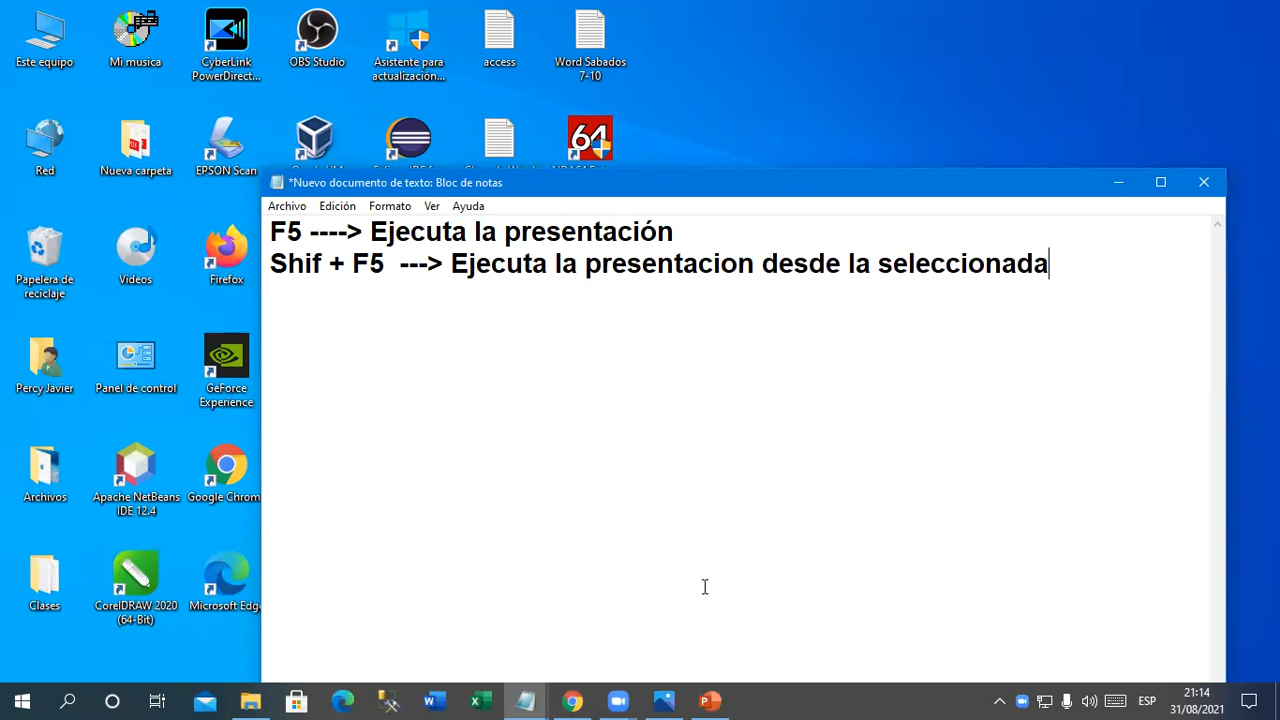 Este equipo
Mi musica
CyberLink
PowerDirect...
OBS Studio
Asistente para
actualización...
access
Word Sabados
7-10
64
Red
Nueva carpeta
EPSON Scan
*Nuevo documento de texto: Bloc de notas
Archivo Edición Formato Ver Ayuda
F5 ----> Ejecuta la presentación
Shif + F5 ---> Ejecuta la presentacion desde la seleccionada
Papelera de
reciclaje
Videos
Firefox
Percy Javier
Panel de control
GeForce
Experience
Archivos
Apache NetBeans
IDE 12.4
Google Chrom
Clases
CorelDRAW 2020
(64-Bit)
Microsoft Edg
ESP
21:14
31/08/2021